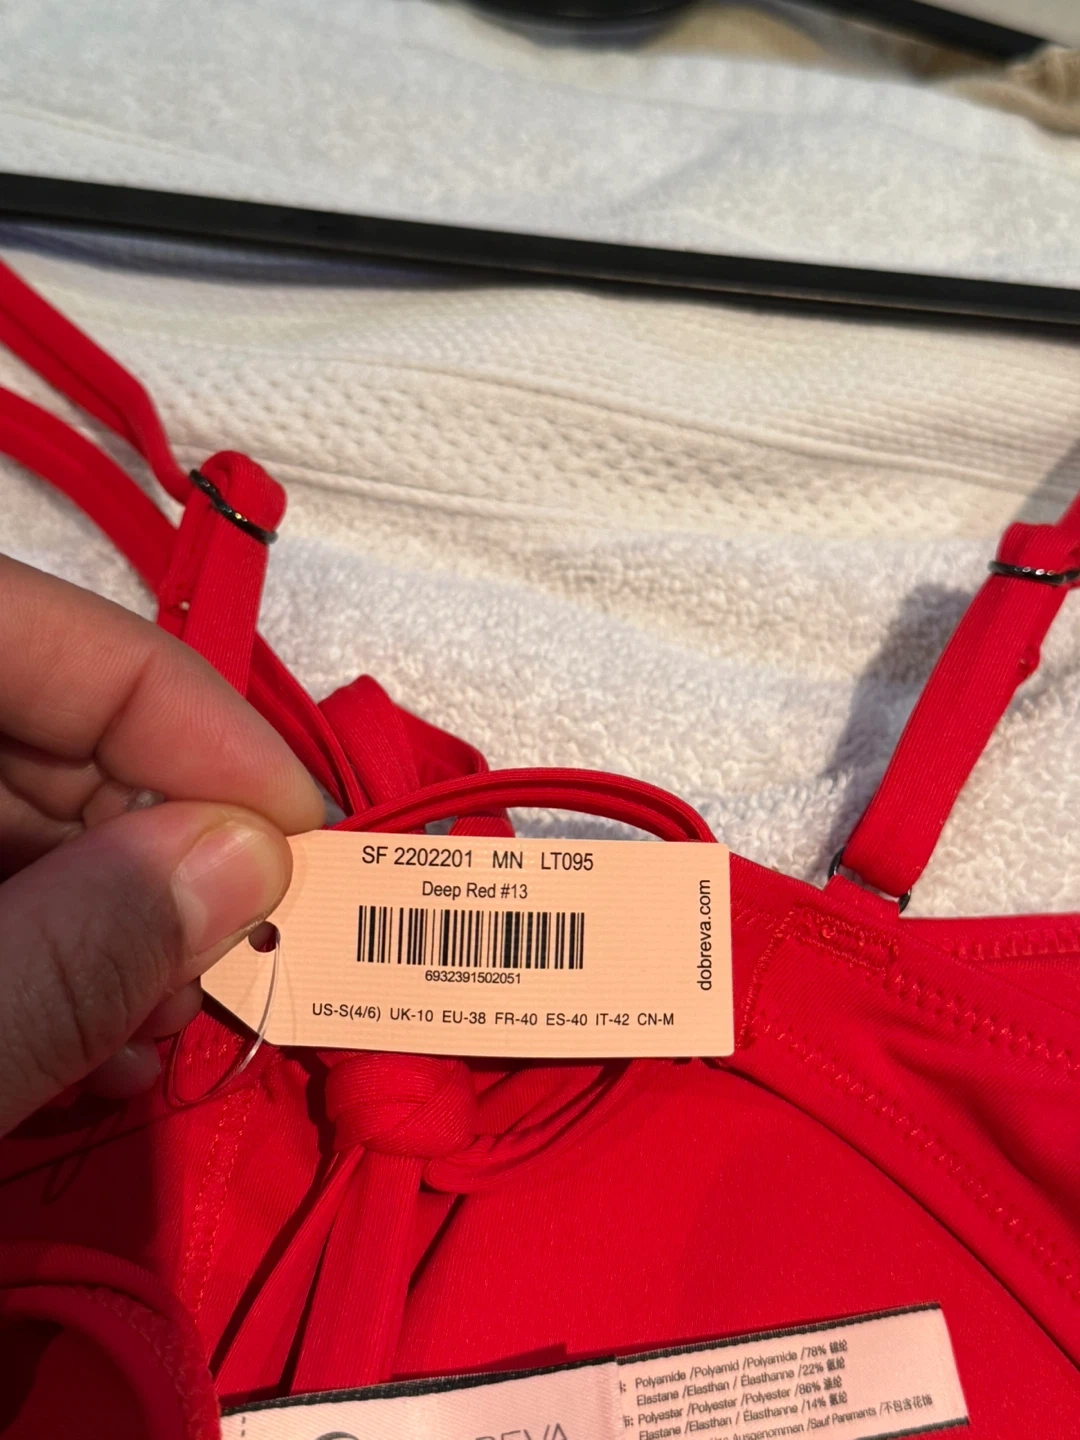 SF 2202201 MN LT095
Deep Red #13
6932391502051
US-S(4/6) UK-10 EU-38 FR-40 ES-40 IT-42 CN-M
dobreva.com
Polyamide /Polyamid /Polyamide /78% 锦纶
Elastane /Elasthan / Élasthanne /22% 氨纶
Polyester /Polyester /Polyester /86% 涤纶
Elastane /Elasthan / Élasthanne /14% 氨纶
Ausgenommen /Sauf Parements /不包含花饰